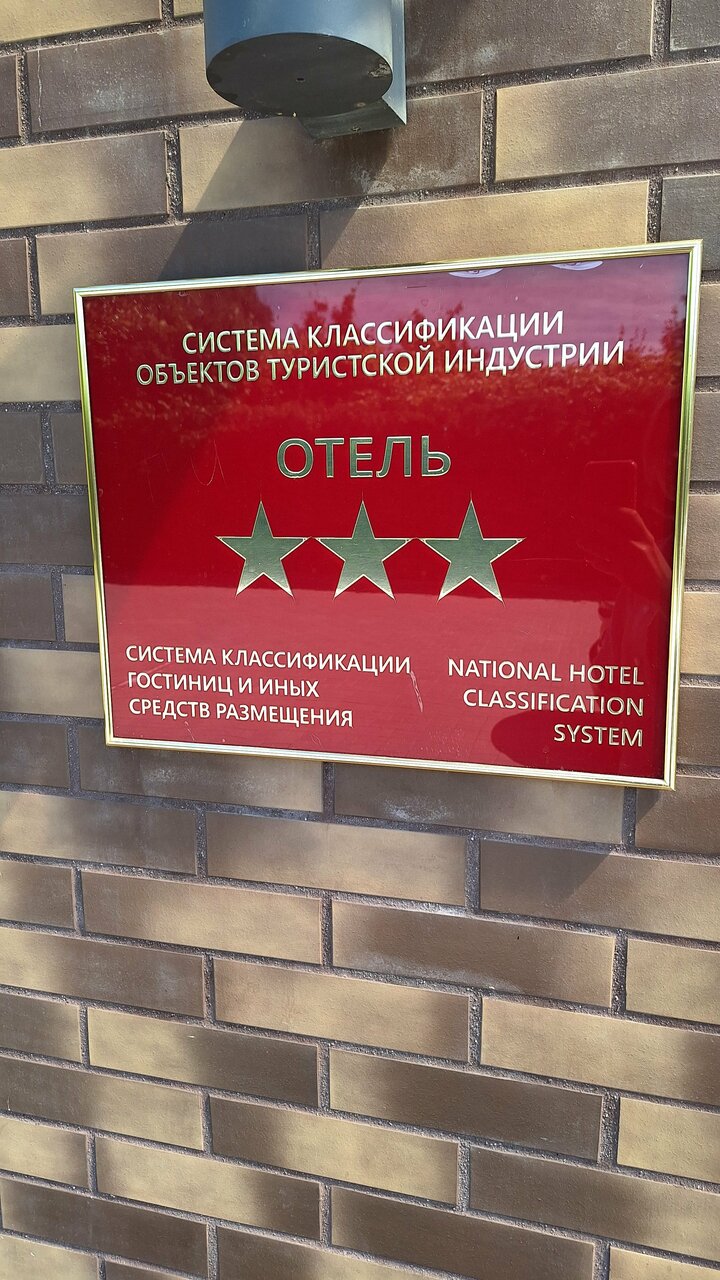 СИСТЕМА КЛАССИФИКАЦИИ
ОБЪЕКТОВ ТУРИСТСКОЙ ИНДУСТРИИ
ОТЕЛЬ
СИСТЕМА КЛАССИФИКАЦИИ
ГОСТИНИЦ И ИНЫХ
СРЕДСТВ РАЗМЕЩЕНИЯ
NATIONAL HOTEL
CLASSIFICATION
SYSTEM